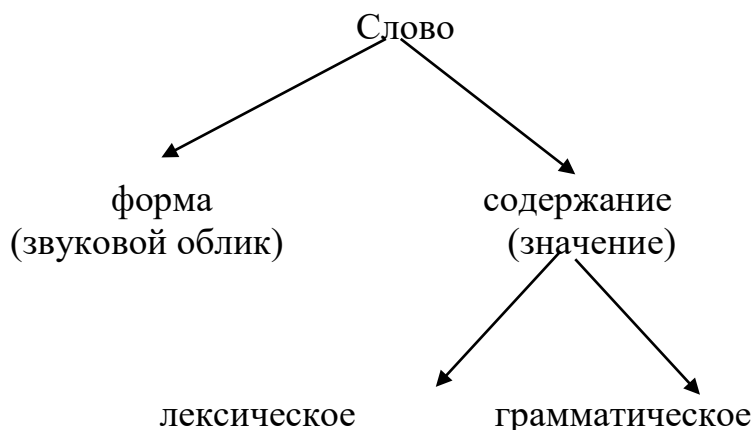 Слово
форма содержание
(звуковой облик) (значение)
лексическое грамматическое